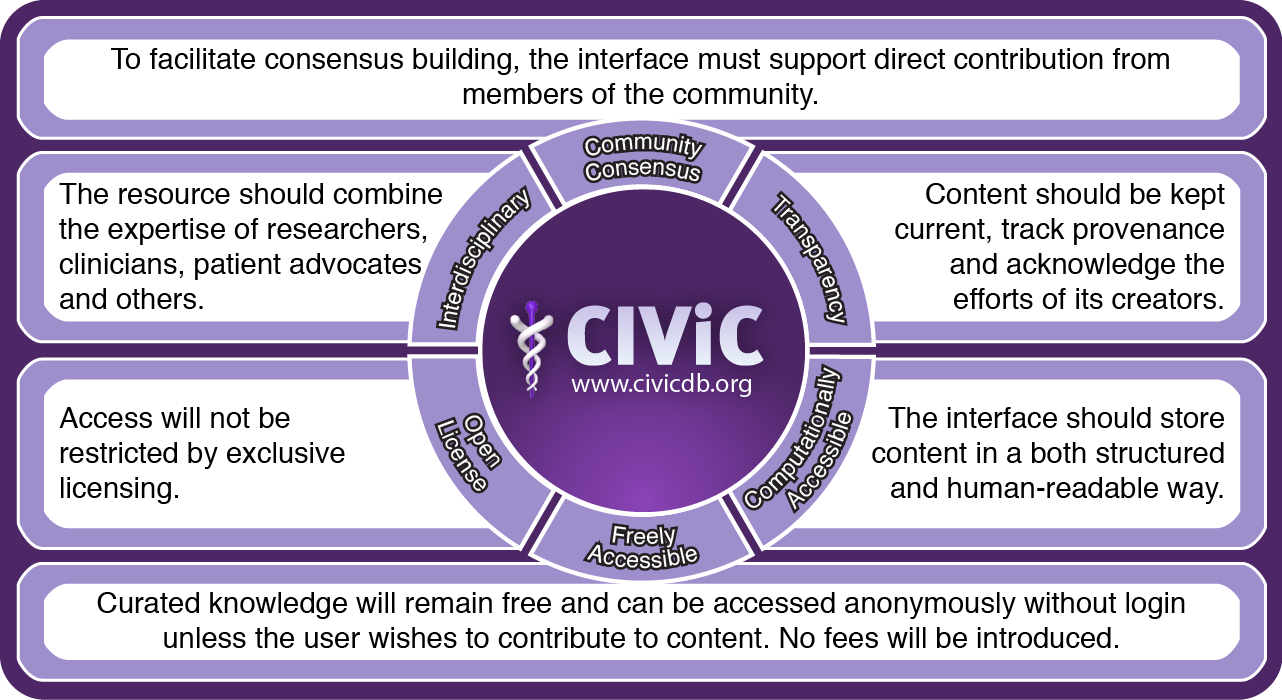 To facilitate consensus building, the interface must support direct contribution from
members of the community.
Community
Consensus
The resource should combine
the expertise of researchers,
clinicians, patient advocates
and others.
Interdisciplinary
Transparency
Content should be kept
current, track provenance
and acknowledge the
efforts of its creators.
CIViC
www.civicdb.org
Access will not be
restricted by exclusive
licensing.
Open
License
Computationally
Accessible
The interface should store
content in a both structured
and human-readable way.
Freely
Accessible
Curated knowledge will remain free and can be accessed anonymously without login
unless the user wishes to contribute to content. No fees will be introduced.